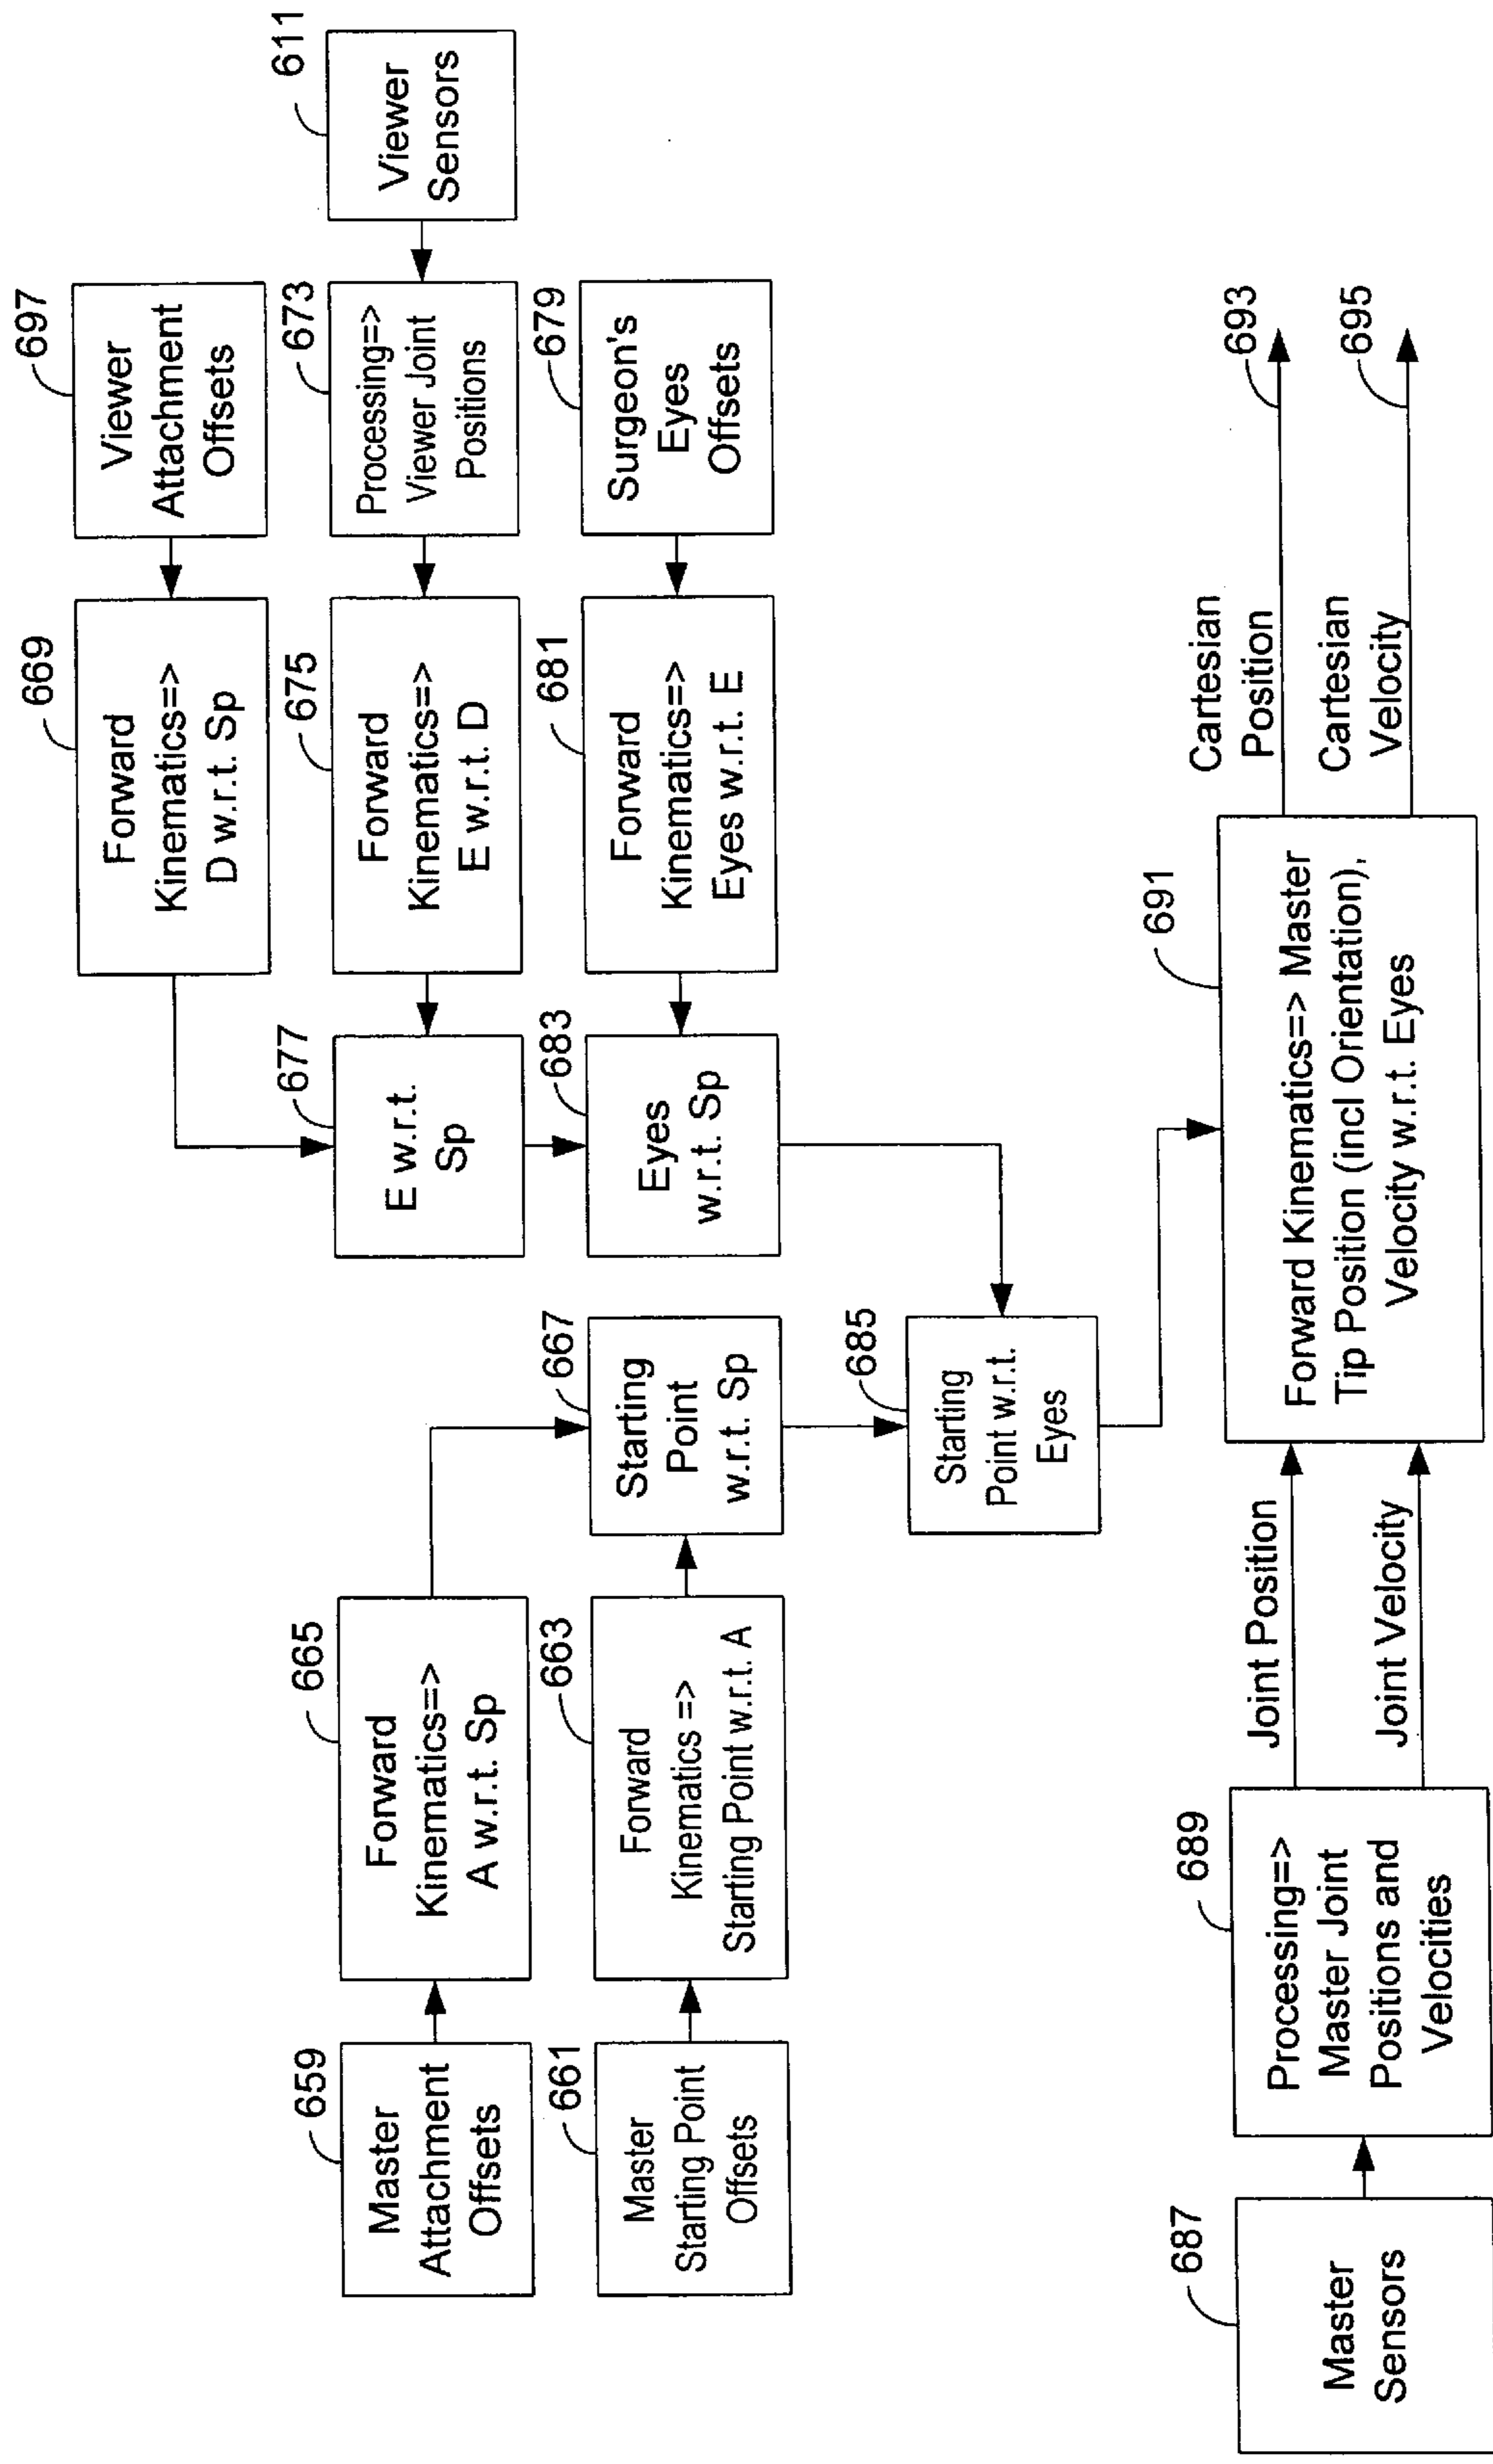 697
Viewer
Attachment
Offsets
669
Forward
Kinematics=>
D w.r.t. Sp
611
Viewer
Sensors
673
Processing=>
Viewer Joint
Positions
675
Forward
Kinematics=>
E w.r.t. D
677
E w.r.t.
Sp
679
Surgeon's
Eyes
Offsets
681
Forward
Kinematics=>
Eyes w.r.t. E
683
Eyes
w.r.t. Sp
659
Master
Attachment
Offsets
665
Forward
Kinematics=>
A w.r.t. Sp
661
Master
Starting Point
Offsets
663
Forward
Kinematics =>
Starting Point w.r.t. A
667
Starting
Point
w.r.t. Sp
685
Starting
Point w.r.t.
Eyes
687
Master
Sensors
689
Processing=>
Master Joint
Positions and
Velocities
Joint Position
Joint Velocity
691
Forward Kinematics=> Master
Tip Position (incl Orientation),
Velocity w.r.t. Eyes
Cartesian
Position
693
Cartesian
Velocity
695